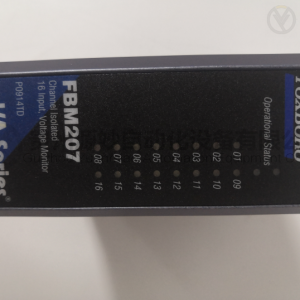 FOXBORO
Operational Status
01 09
02 10
03 11
04 12
05 13
06 14
07 15
08 16
FBM207
Channel Isolated
16 Input, Voltage Monitor
P0914TD
I/A Series